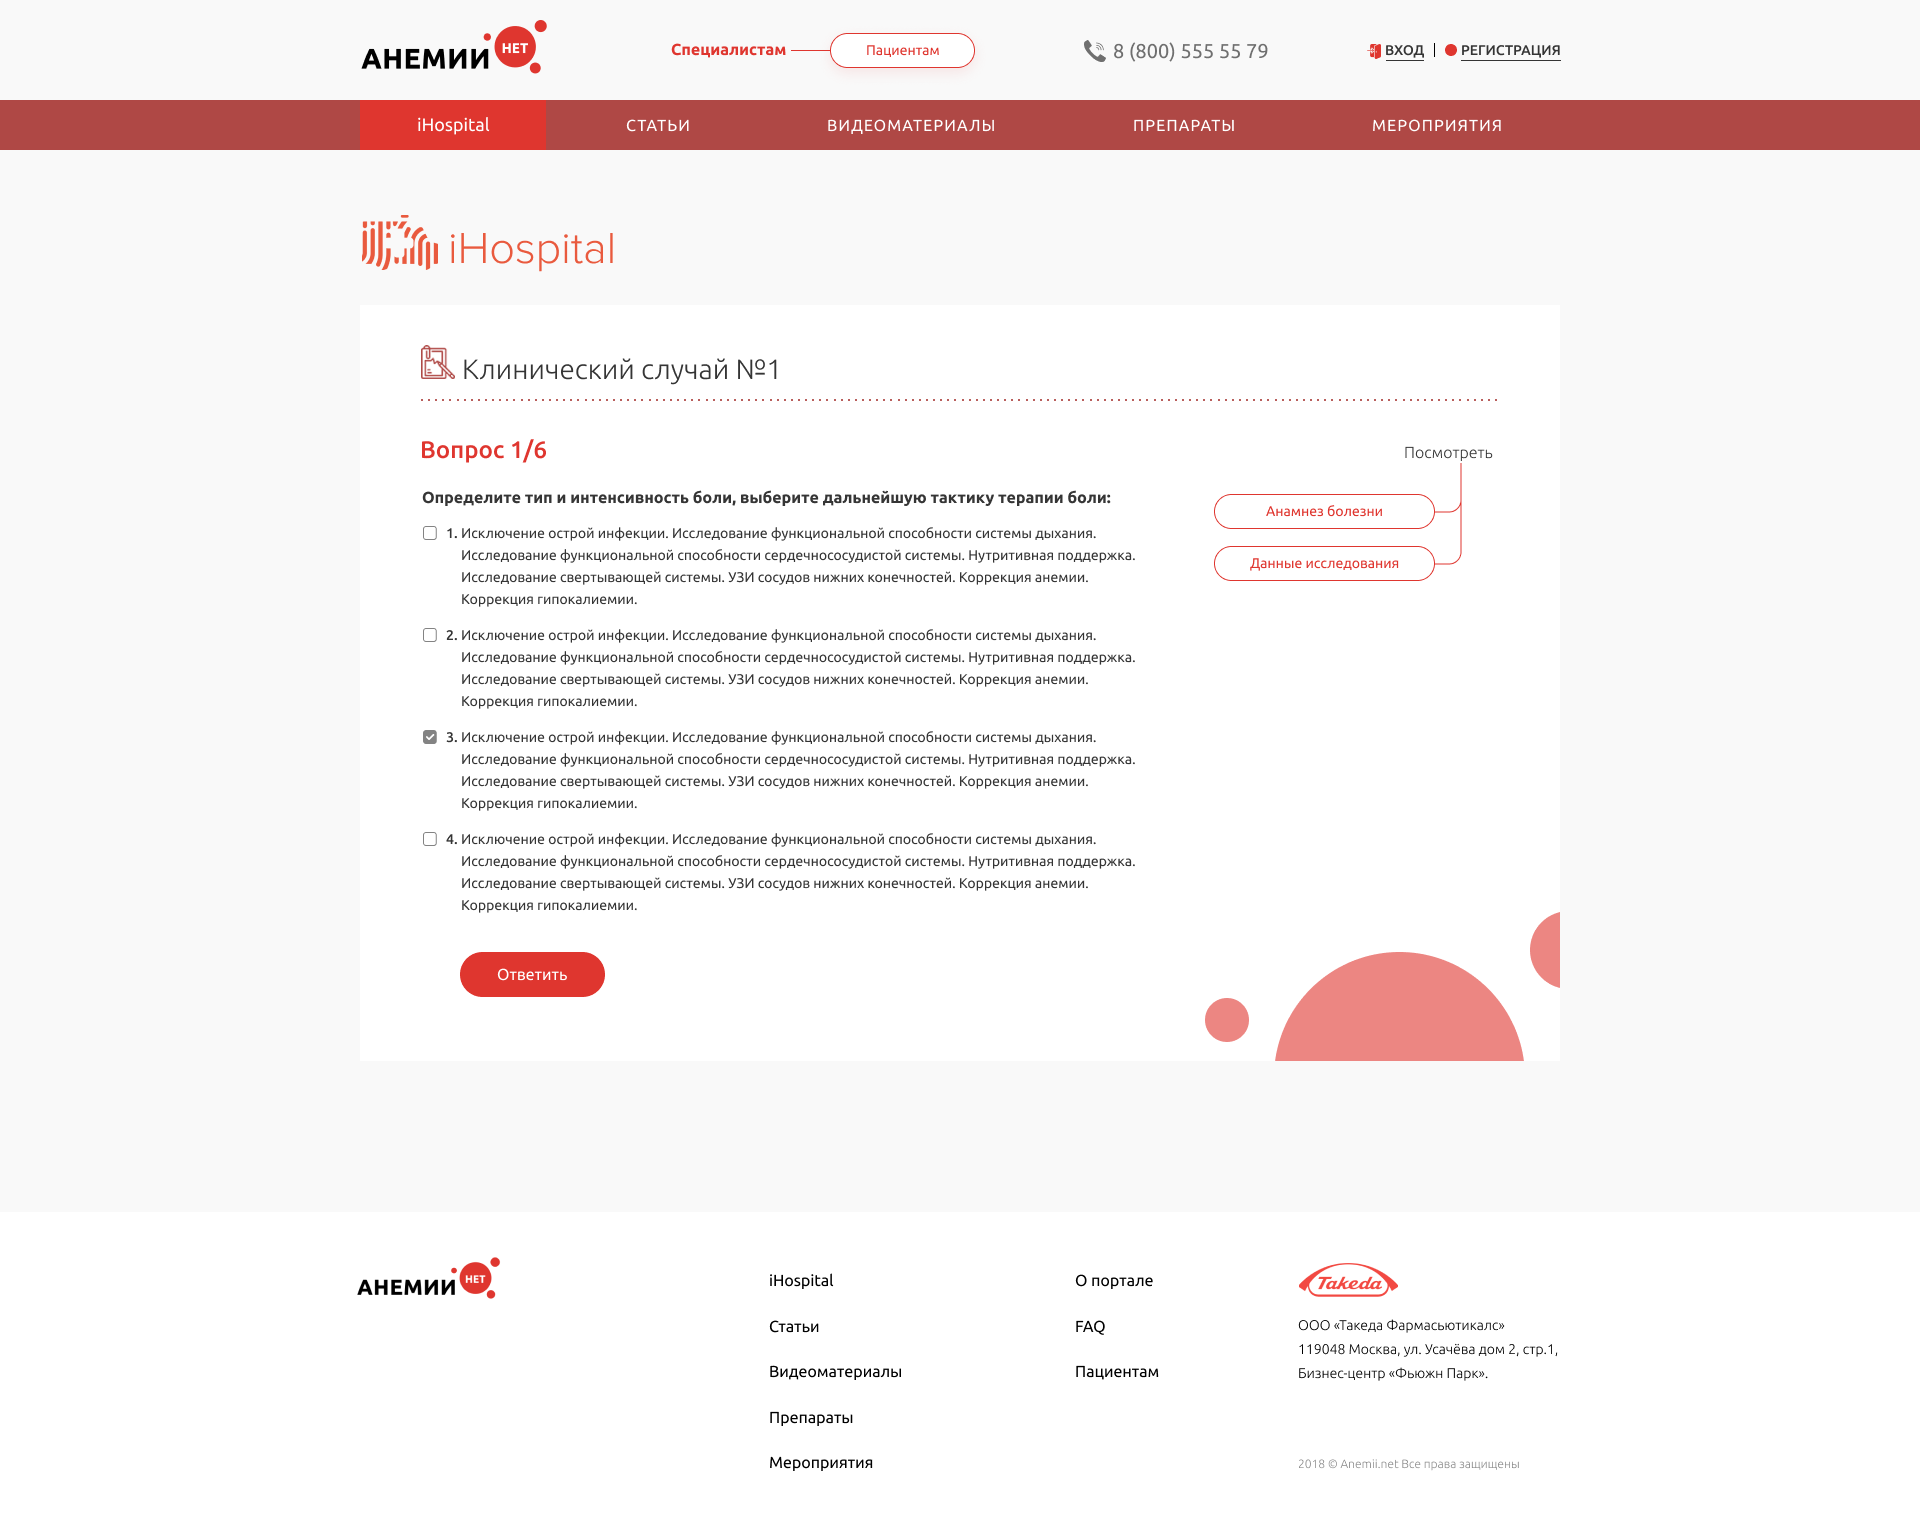 АНЕМИИ НЕТ
Специалистам
Пациентам
8 (800) 555 55 79
ВХОД
РЕГИСТРАЦИЯ
iHospital
СТАТЬИ
ВИДЕОМАТЕРИАЛЫ
ПРЕПАРАТЫ
МЕРОПРИЯТИЯ
iHospital
Клинический случай №1
Вопрос 1/6
Посмотреть
Определите тип и интенсивность боли, выберите дальнейшую тактику терапии боли:
Анамнез болезни
Данные исследования
1. Исключение острой инфекции. Исследование функциональной способности системы дыхания.
Исследование функциональной способности сердечнососудистой системы. Нутритивная поддержка.
Исследование свертывающей системы. УЗИ сосудов нижних конечностей. Коррекция анемии.
Коррекция гипокалиемии.
2. Исключение острой инфекции. Исследование функциональной способности системы дыхания.
Исследование функциональной способности сердечнососудистой системы. Нутритивная поддержка.
Исследование свертывающей системы. УЗИ сосудов нижних конечностей. Коррекция анемии.
Коррекция гипокалиемии.
3. Исключение острой инфекции. Исследование функциональной способности системы дыхания.
Исследование функциональной способности сердечнососудистой системы. Нутритивная поддержка.
Исследование свертывающей системы. УЗИ сосудов нижних конечностей. Коррекция анемии.
Коррекция гипокалиемии.
4. Исключение острой инфекции. Исследование функциональной способности системы дыхания.
Исследование функциональной способности сердечнососудистой системы. Нутритивная поддержка.
Исследование свертывающей системы. УЗИ сосудов нижних конечностей. Коррекция анемии.
Коррекция гипокалиемии.
Ответить
АНЕМИИ НЕТ
iHospital
Статьи
Видеоматериалы
Препараты
Мероприятия
О портале
FAQ
Пациентам
Takeda
ООО «Такеда Фармасьютикалс»
119048 Москва, ул. Усачёва дом 2, стр.1,
Бизнес-центр «Фьюжн Парк».
2018 © Anemii.net Все права защищены